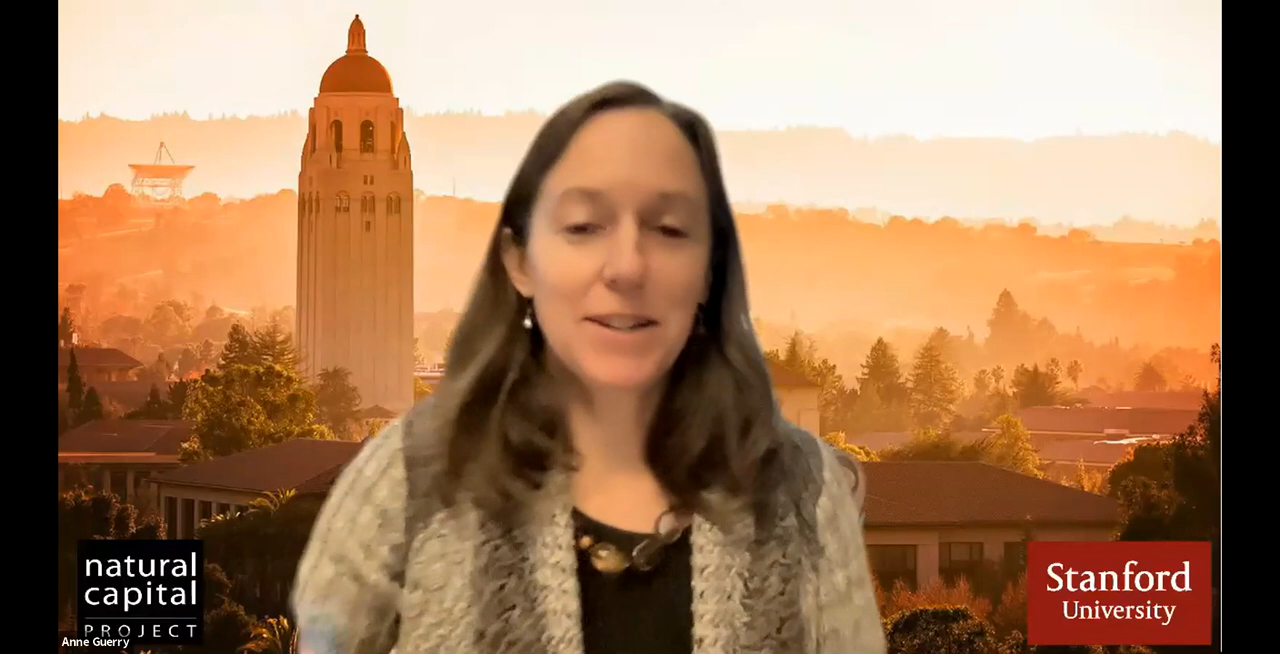 natural
capital
PROJECT
Anne Guerry
Stanford
University